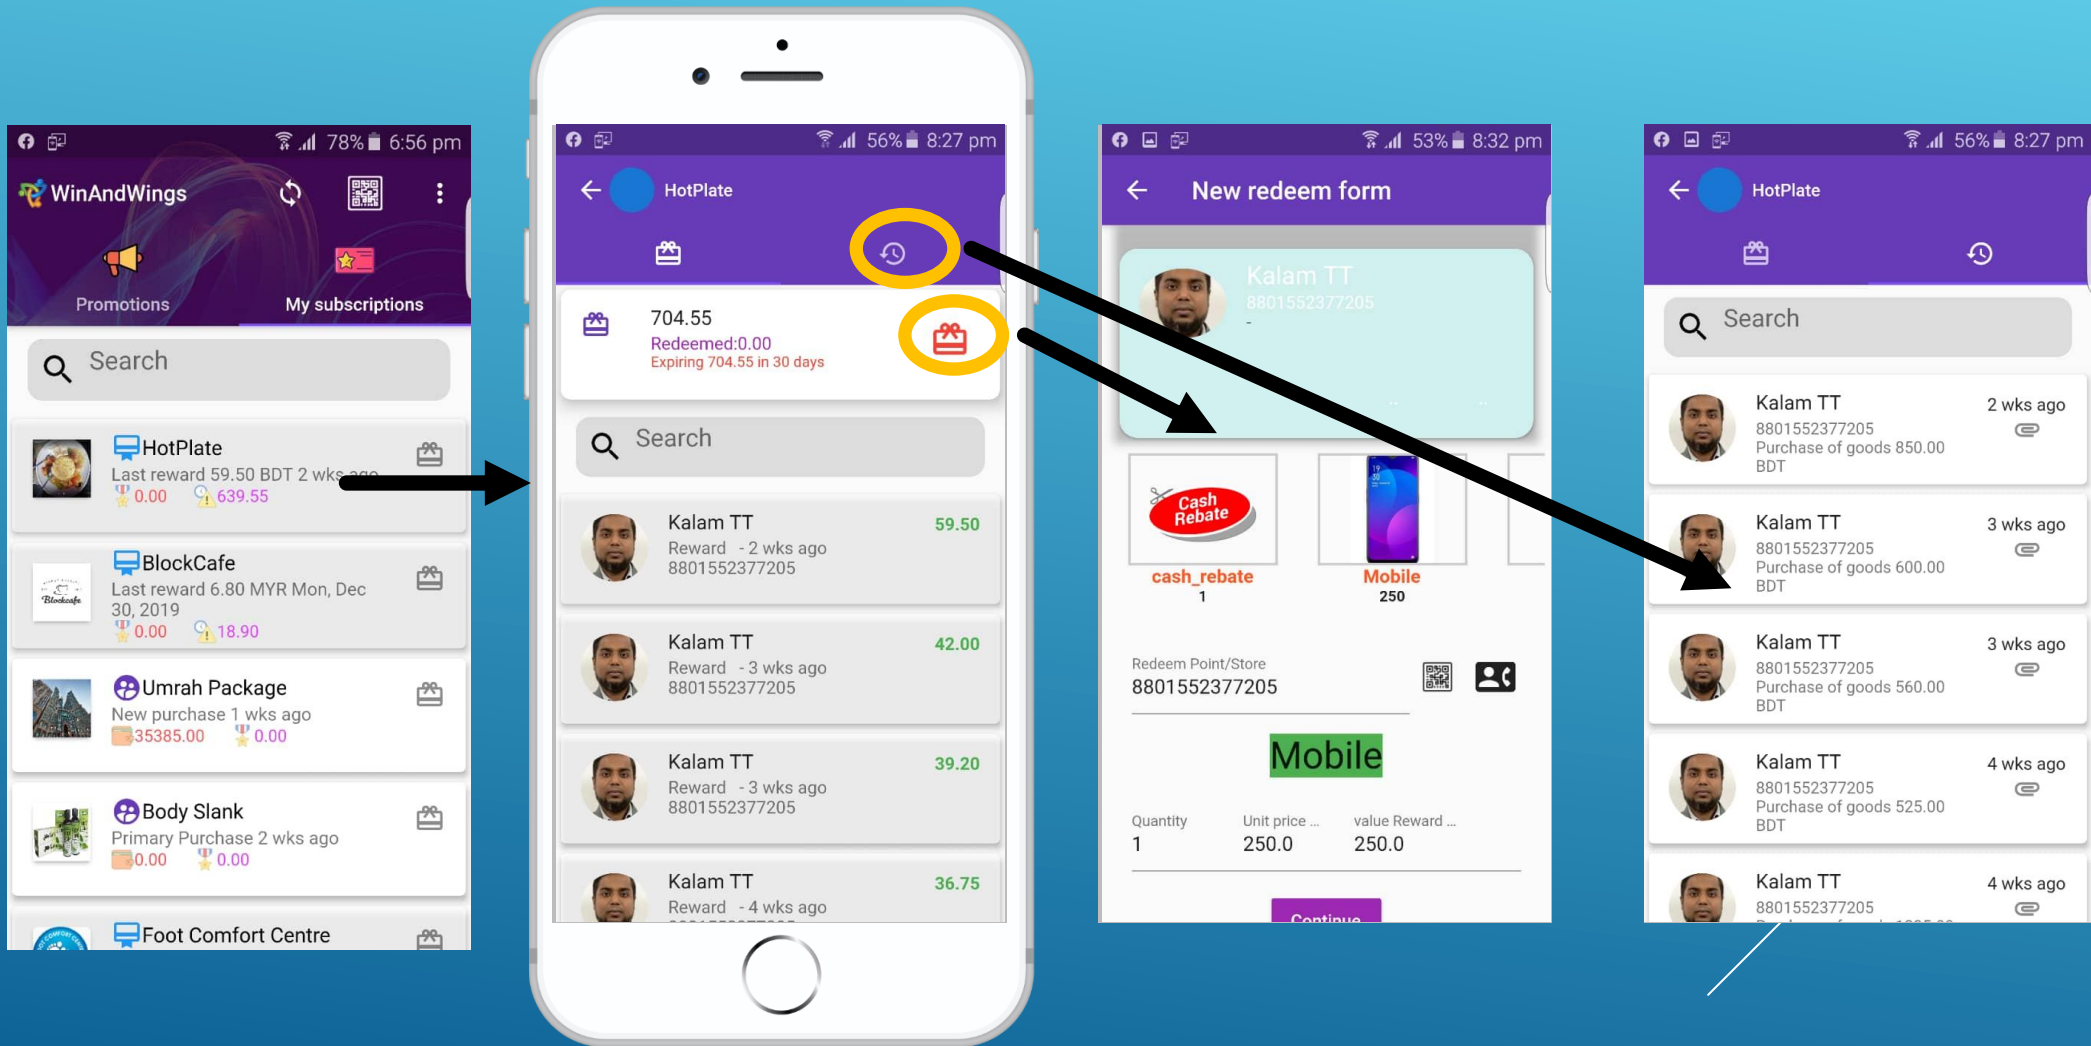 78% 6:56 pm
WinAndWings
Promotions
My subscriptions
Search
HotPlate
Last reward 59.50 BDT 2 wks ago
0.00 639.55
BlockCafe
Last reward 6.80 MYR Mon, Dec
30, 2019
0.00 18.90
Blockcafe
Umrah Package
New purchase 1 wks ago
35385.00 0.00
Body Slank
Primary Purchase 2 wks ago
0.00 0.00
Foot Comfort Centre
56% 8:27 pm
HotPlate
704.55
Redeemed:0.00
Expiring 704.55 in 30 days
Search
Kalam TT 59.50
Reward - 2 wks ago
8801552377205
Kalam TT 42.00
Reward - 3 wks ago
8801552377205
Kalam TT 39.20
Reward - 3 wks ago
8801552377205
Kalam TT 36.75
Reward - 4 wks ago
53% 8:32 pm
New redeem form
Kalam TT
8801552377205
-
Cash
Rebate
cash_rebate
1
19
30
Mobile
250
Redeem Point/Store
8801552377205
Mobile
Quantity Unit price ... value Reward ...
1 250.0 250.0
Continue
56% 8:27 pm
HotPlate
Search
Kalam TT 2 wks ago
8801552377205
Purchase of goods 850.00
BDT
Kalam TT 3 wks ago
8801552377205
Purchase of goods 600.00
BDT
Kalam TT 3 wks ago
8801552377205
Purchase of goods 560.00
BDT
Kalam TT 4 wks ago
8801552377205
Purchase of goods 525.00
BDT
Kalam TT 4 wks ago
8801552377205